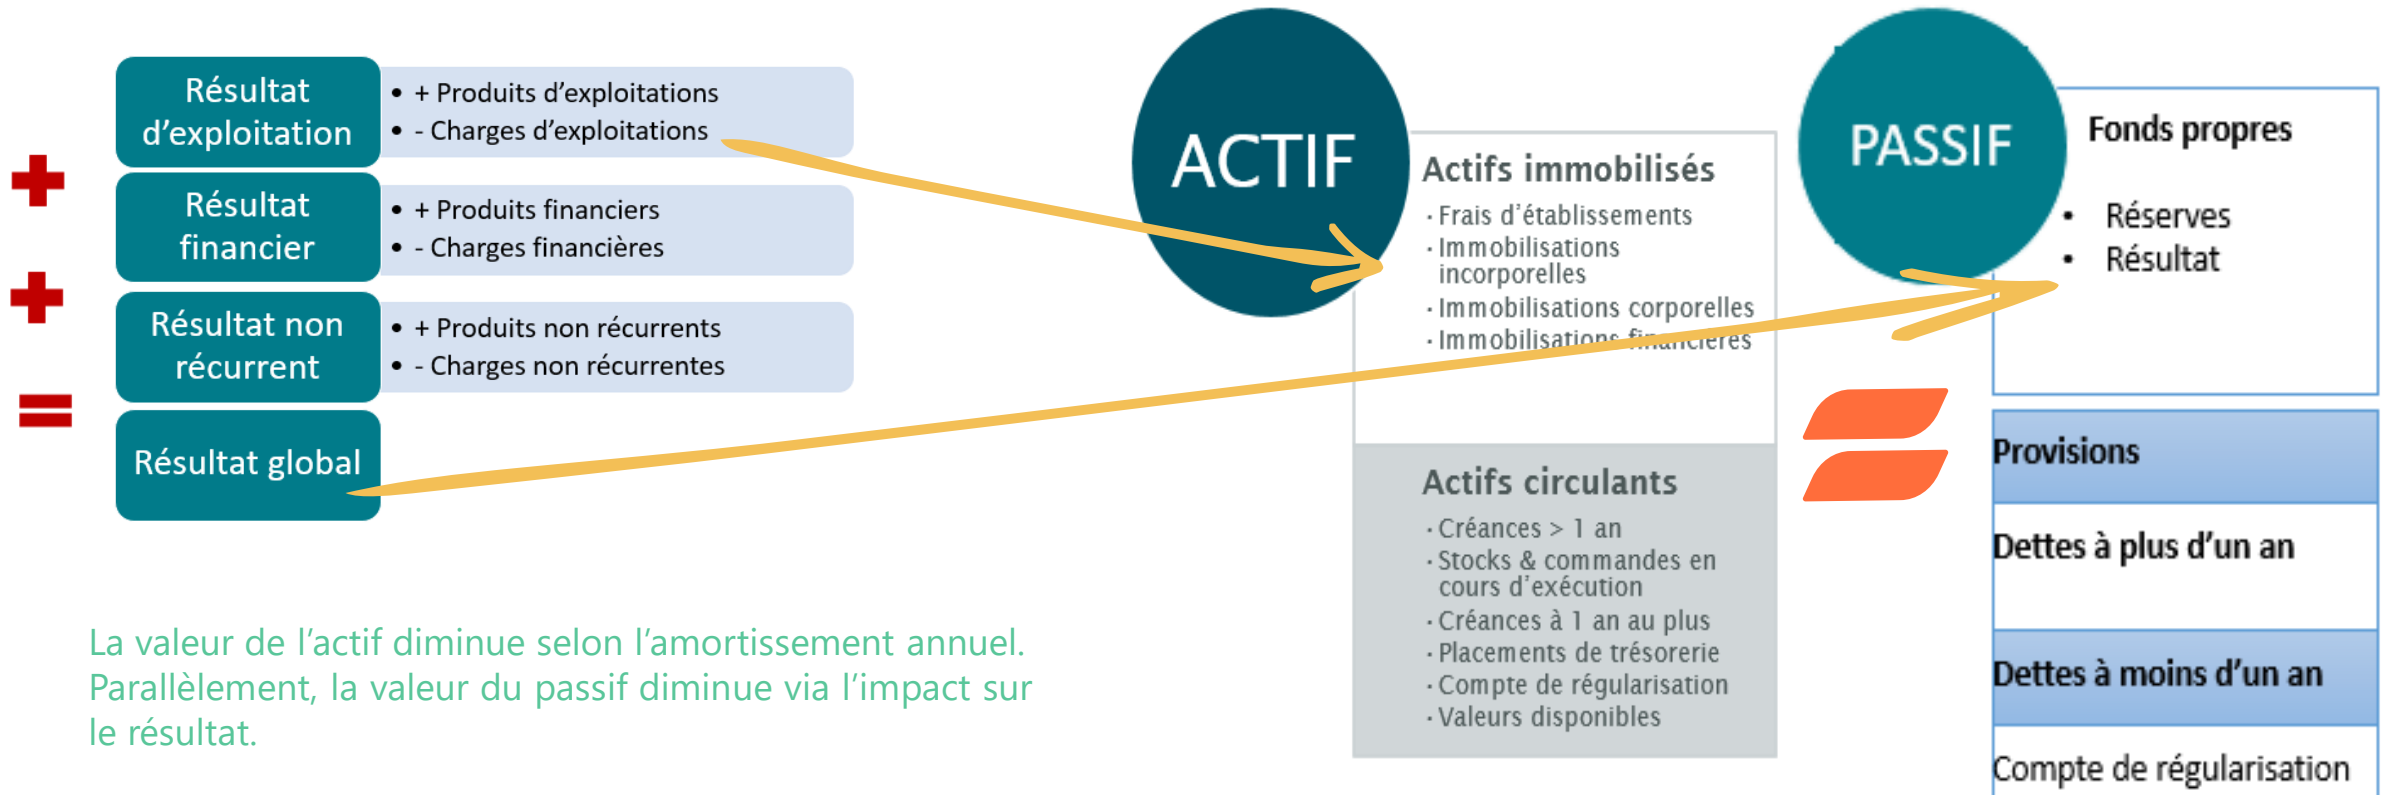 Résultat
d’exploitation
• + Produits d’exploitations
• - Charges d’exploitations
Résultat
financier
• + Produits financiers
• - Charges financières
Résultat non
récurrent
• + Produits non récurrents
• - Charges non récurrentes
Résultat global
La valeur de l’actif diminue selon l’amortissement annuel.
Parallèlement, la valeur du passif diminue via l’impact sur
le résultat.
ACTIF
Actifs immobilisés
· Frais d’établissements
· Immobilisations
incorporelles
· Immobilisations corporelles
· Immobilisations financières
Actifs circulants
· Créances > 1 an
· Stocks & commandes en
cours d’exécution
· Créances à 1 an au plus
· Placements de trésorerie
· Compte de régularisation
· Valeurs disponibles
PASSIF
Fonds propres
• Réserves
• Résultat
Provisions
Dettes à plus d’un an
Dettes à moins d’un an
Compte de régularisation